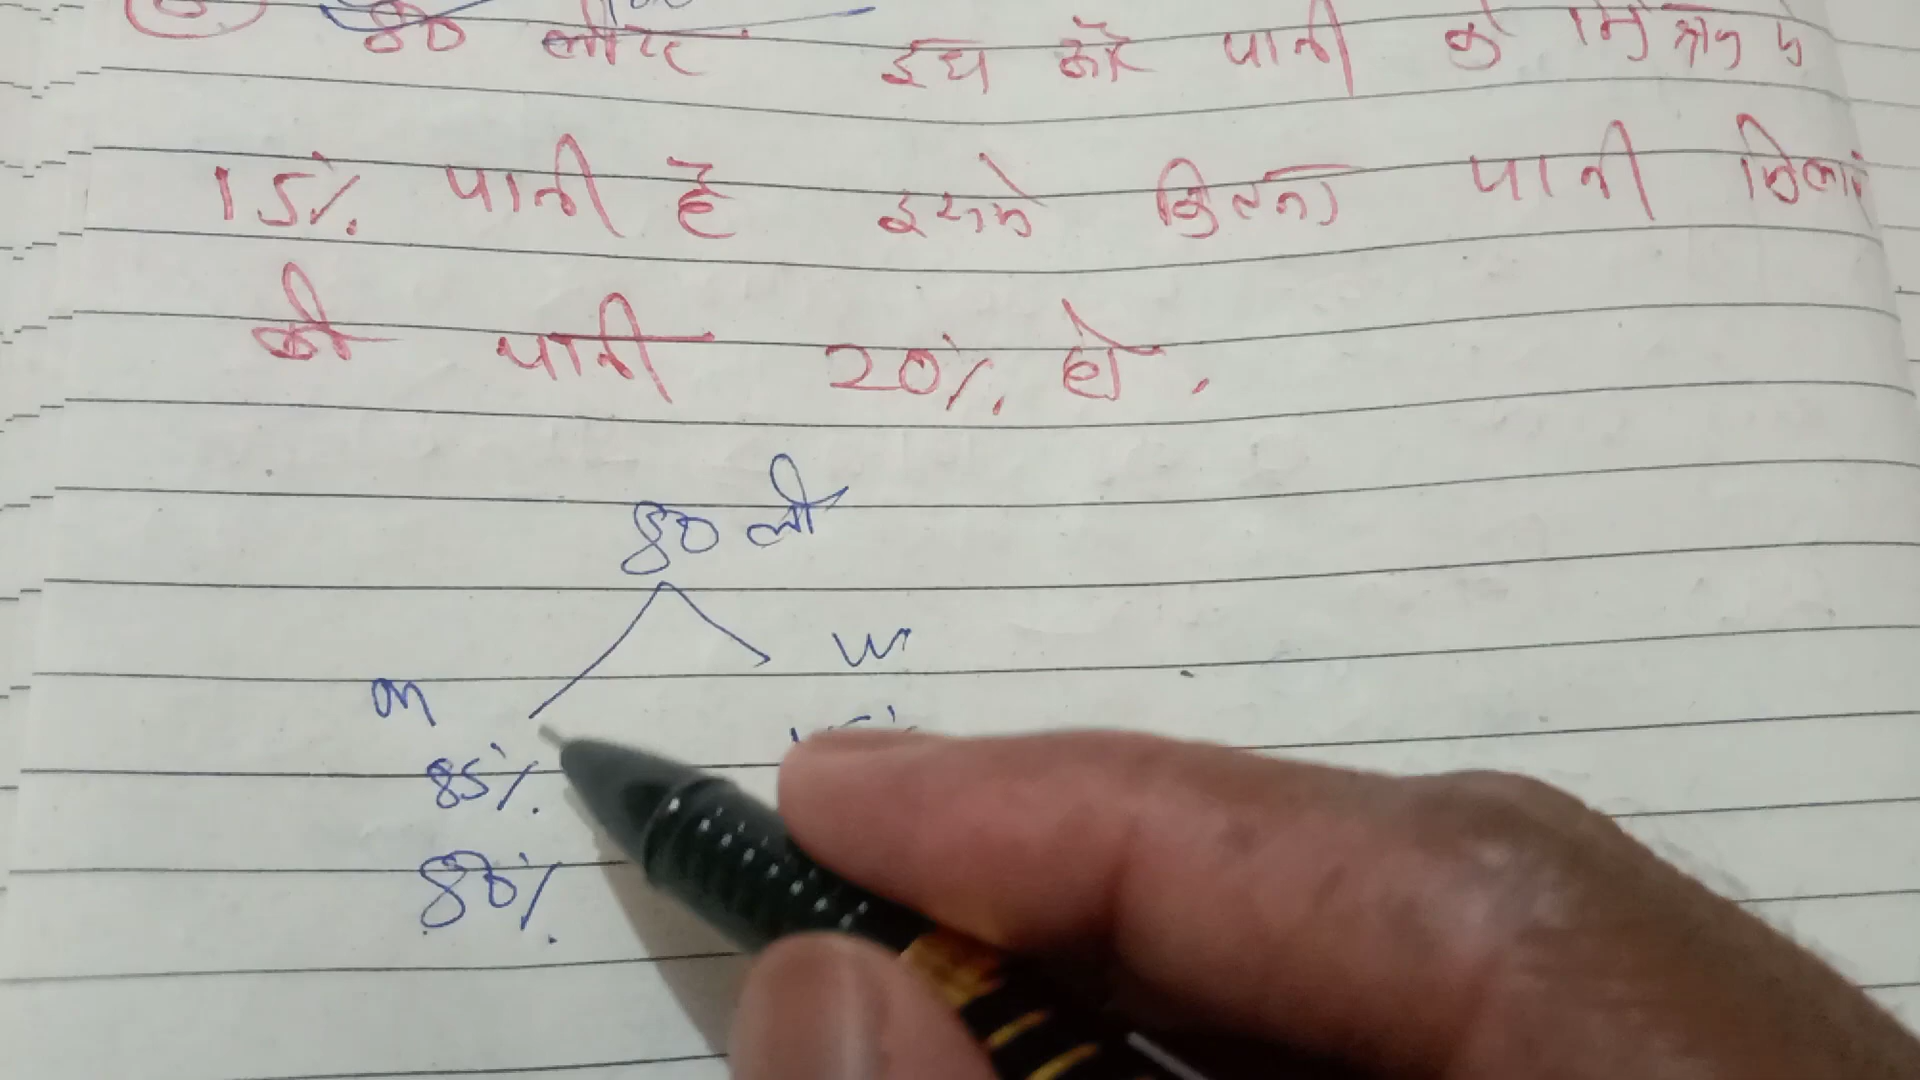 80 लीटर दूध और पानी के मिश्रण मे
15% पानी है इसमे कितना पानी मिलाए
की पानी 20% हो,
80 ली
W
m
85%
80%